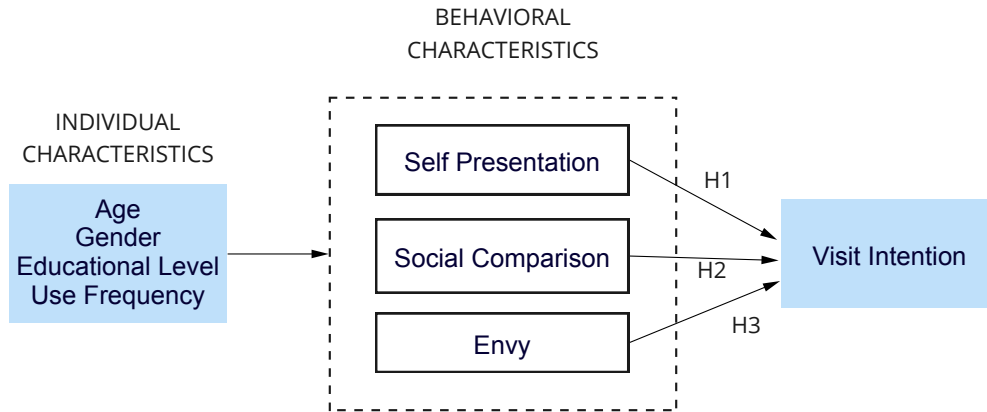 BEHAVIORAL
CHARACTERISTICS
INDIVIDUAL
CHARACTERISTICS
Age
Gender
Educational Level
Use Frequency
Self Presentation
Social Comparison
Envy
H1
H2
H3
Visit Intention